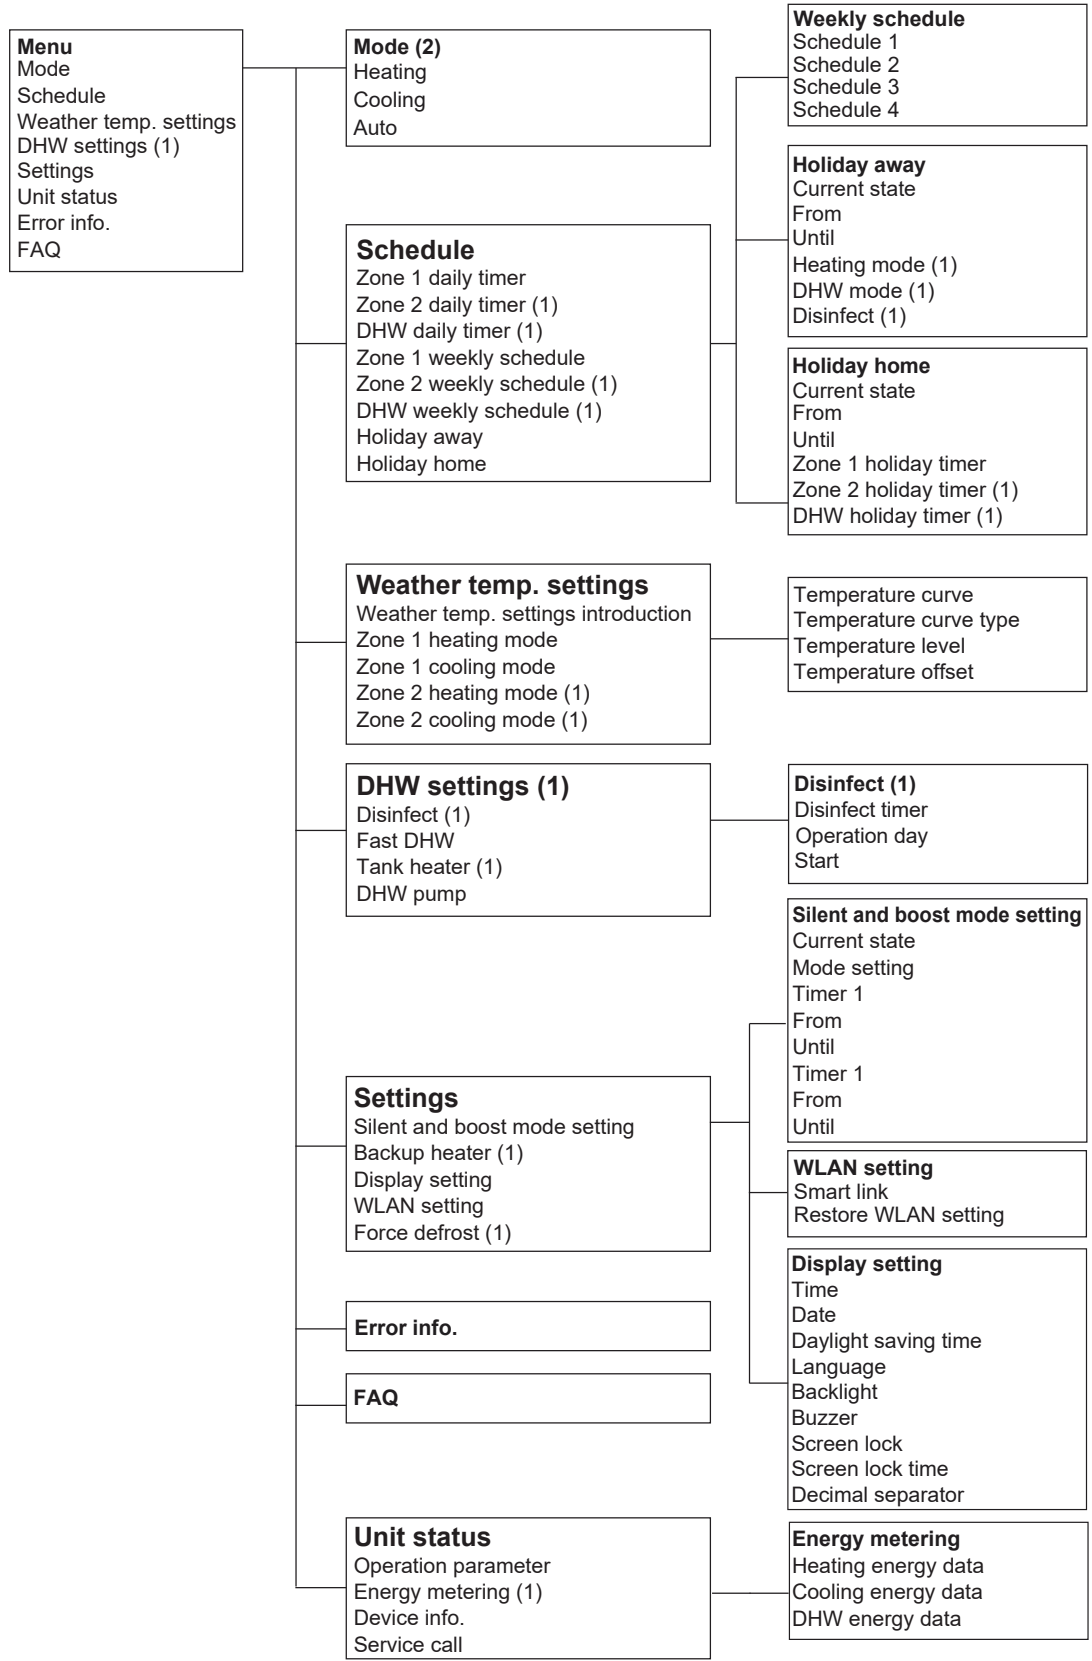 Menu
Mode
Schedule
Weather temp. settings
DHW settings (1)
Settings
Unit status
Error info.
FAQ
Mode (2)
Heating
Cooling
Auto
Schedule
Zone 1 daily timer
Zone 2 daily timer (1)
DHW daily timer (1)
Zone 1 weekly schedule
Zone 2 weekly schedule (1)
DHW weekly schedule (1)
Holiday away
Holiday home
Weekly schedule
Schedule 1
Schedule 2
Schedule 3
Schedule 4
Holiday away
Current state
From
Until
Heating mode (1)
DHW mode (1)
Disinfect (1)
Holiday home
Current state
From
Until
Zone 1 holiday timer
Zone 2 holiday timer (1)
DHW holiday timer (1)
Weather temp. settings
Weather temp. settings introduction
Zone 1 heating mode
Zone 1 cooling mode
Zone 2 heating mode (1)
Zone 2 cooling mode (1)
Temperature curve
Temperature curve type
Temperature level
Temperature offset
DHW settings (1)
Disinfect (1)
Fast DHW
Tank heater (1)
DHW pump
Disinfect (1)
Disinfect timer
Operation day
Start
Settings
Silent and boost mode setting
Backup heater (1)
Display setting
WLAN setting
Force defrost (1)
Silent and boost mode setting
Current state
Mode setting
Timer 1
From
Until
Timer 1
From
Until
WLAN setting
Smart link
Restore WLAN setting
Display setting
Time
Date
Daylight saving time
Language
Backlight
Buzzer
Screen lock
Screen lock time
Decimal separator
Error info.
FAQ
Unit status
Operation parameter
Energy metering (1)
Device info.
Service call
Energy metering
Heating energy data
Cooling energy data
DHW energy data